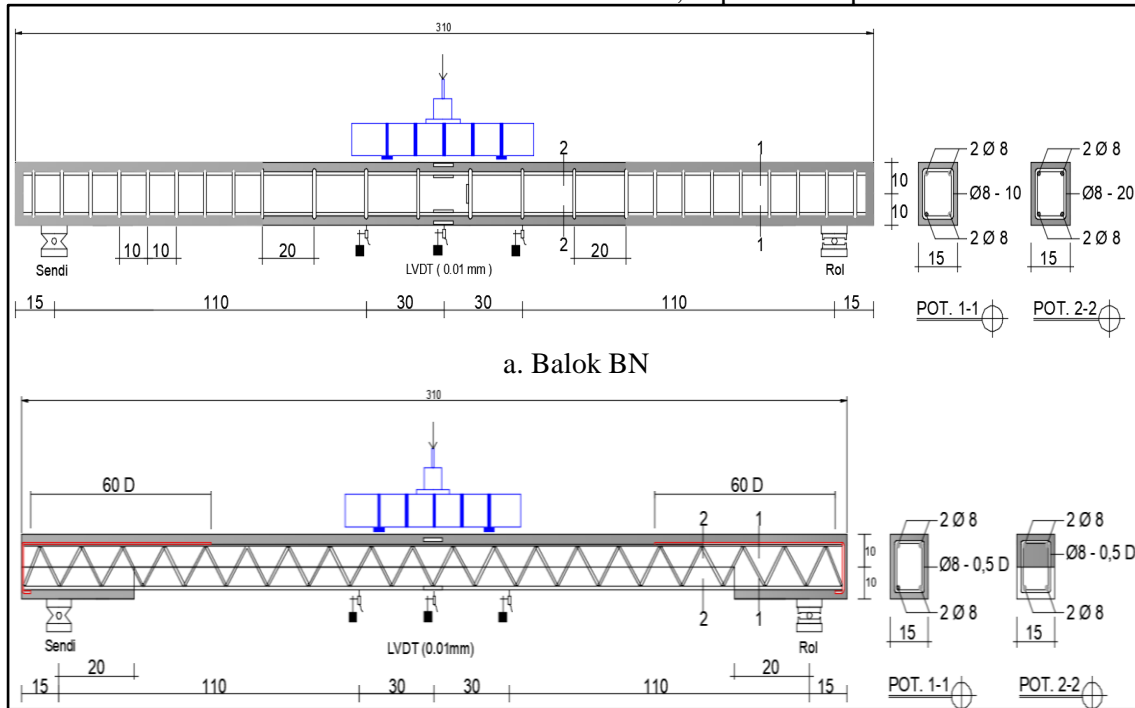 310
2 1
2 Ø 8 2 Ø 8
10 Ø8 - 10 Ø8 - 20
10
2 2 1 1
2 Ø 8 2 Ø 8
10 10 20 20 15 15
Sendi LVDT ( 0.01 mm ) Rol
15 110 30 30 110 15
POT. 1-1 POT. 2-2
a. Balok BN
310
60 D 60 D
2 1
2 Ø 8 2 Ø 8
10 Ø8 - 0,5 D Ø8 - 0,5 D
10
2 1
2 Ø 8 2 Ø 8
15 15
Sendi LVDT (0.01mm) Rol
20 20
15 110 30 30 110 15
POT. 1-1 POT. 2-2